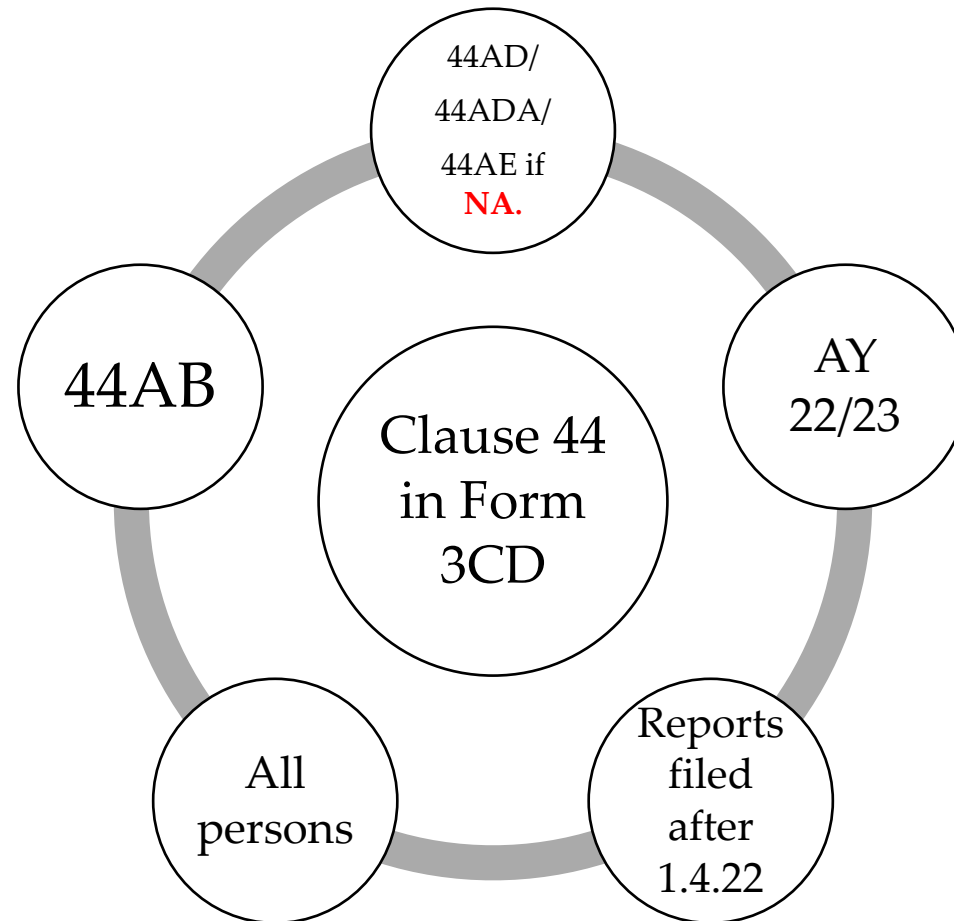 44AD/
44ADA/
44AE if
NA.
AY
22/23
Reports
filed
after
1.4.22
All
persons
44AB
Clause 44
in Form
3CD